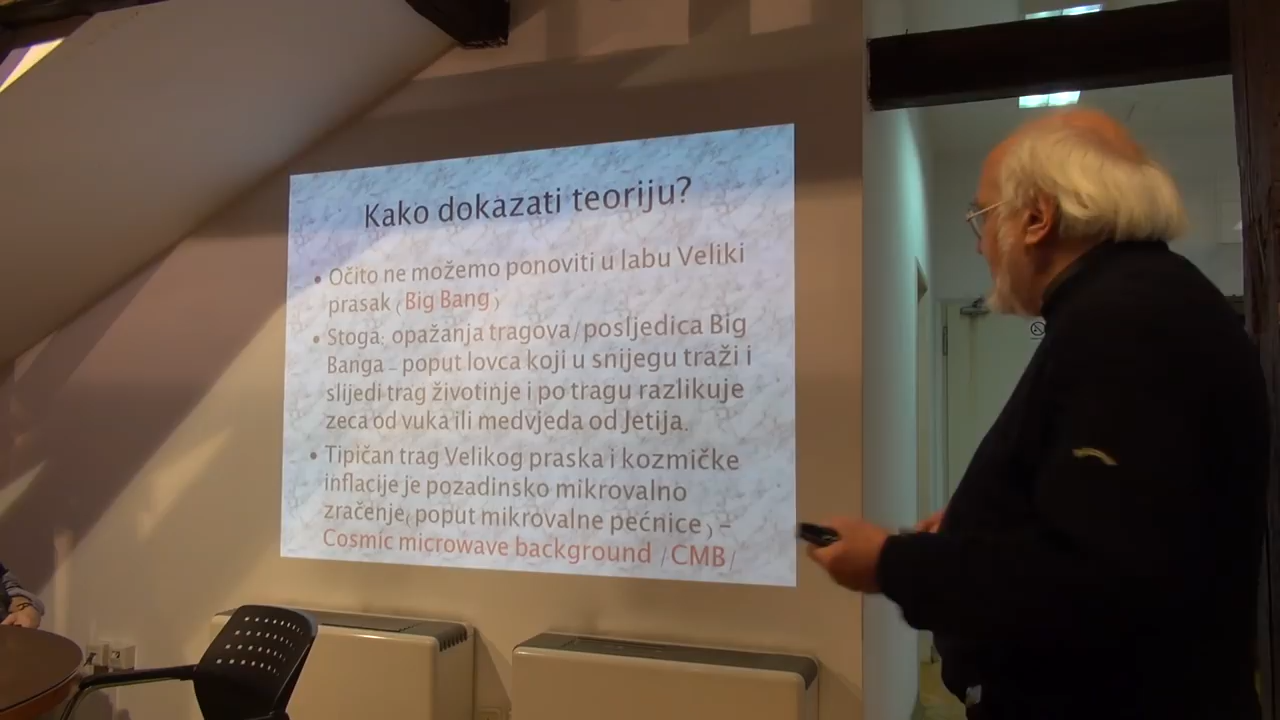 Kako dokazati teoriju?
• Očito ne možemo ponoviti u labu Veliki
prasak (Big Bang)
• Stoga: opažanja tragova/posljedica Big
Banga – poput lovca koji u snijegu traži i
slijedi trag životinje i po tragu razlikuje
zeca od vuka ili medvjeda od Jetija.
• Tipičan trag Velikog praska i kozmičke
inflacije je pozadinsko mikrovalno
zračenje(poput mikrovalne pećnice) –
Cosmic microwave background /CMB/